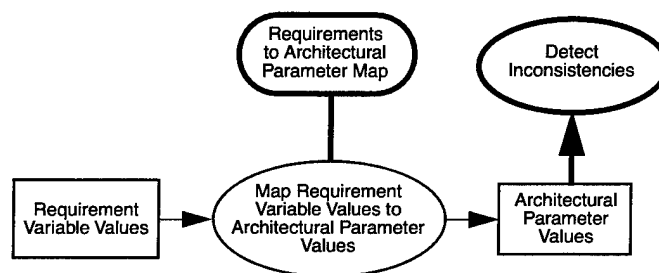 Requirements
to Architectural
Parameter Map
Detect
Inconsistencies
Requirement
Variable Values
Map Requirement
Variable Values to
Architectural Parameter
Values
Architectural
Parameter
Values